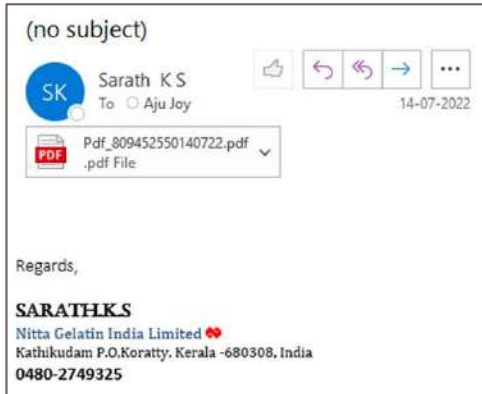 (no subject)
SK
Sarath K S
To Aju Joy
14-07-2022
PDF
Pdf_809452550140722.pdf
.pdf File
Regards,
SARATH.K.S
Nitta Gelatin India Limited
Kathikudam P.O,Koratty, Kerala -680308, India
0480-2749325